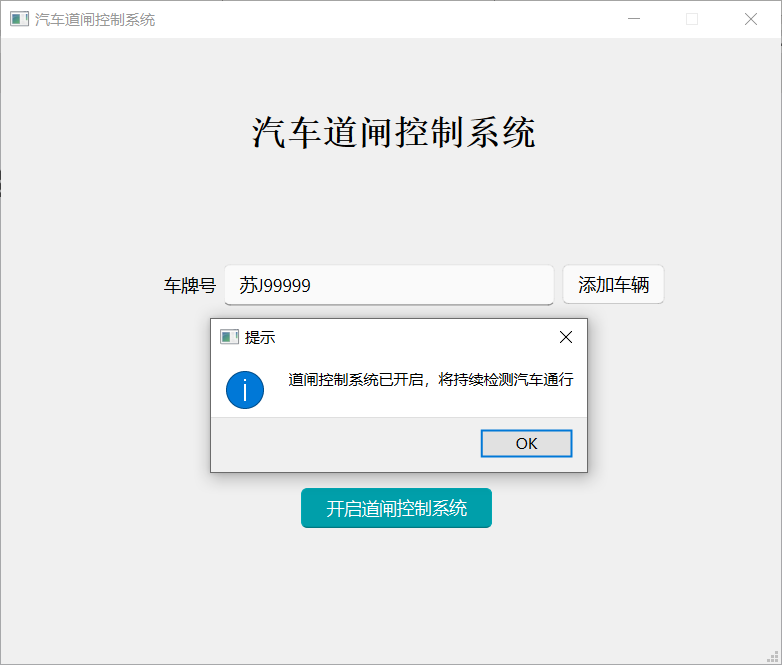 汽车道闸控制系统
汽车道闸控制系统
车牌号 苏J99999 添加车辆
提示
道闸控制系统已开启，将持续检测汽车通行
OK
开启道闸控制系统